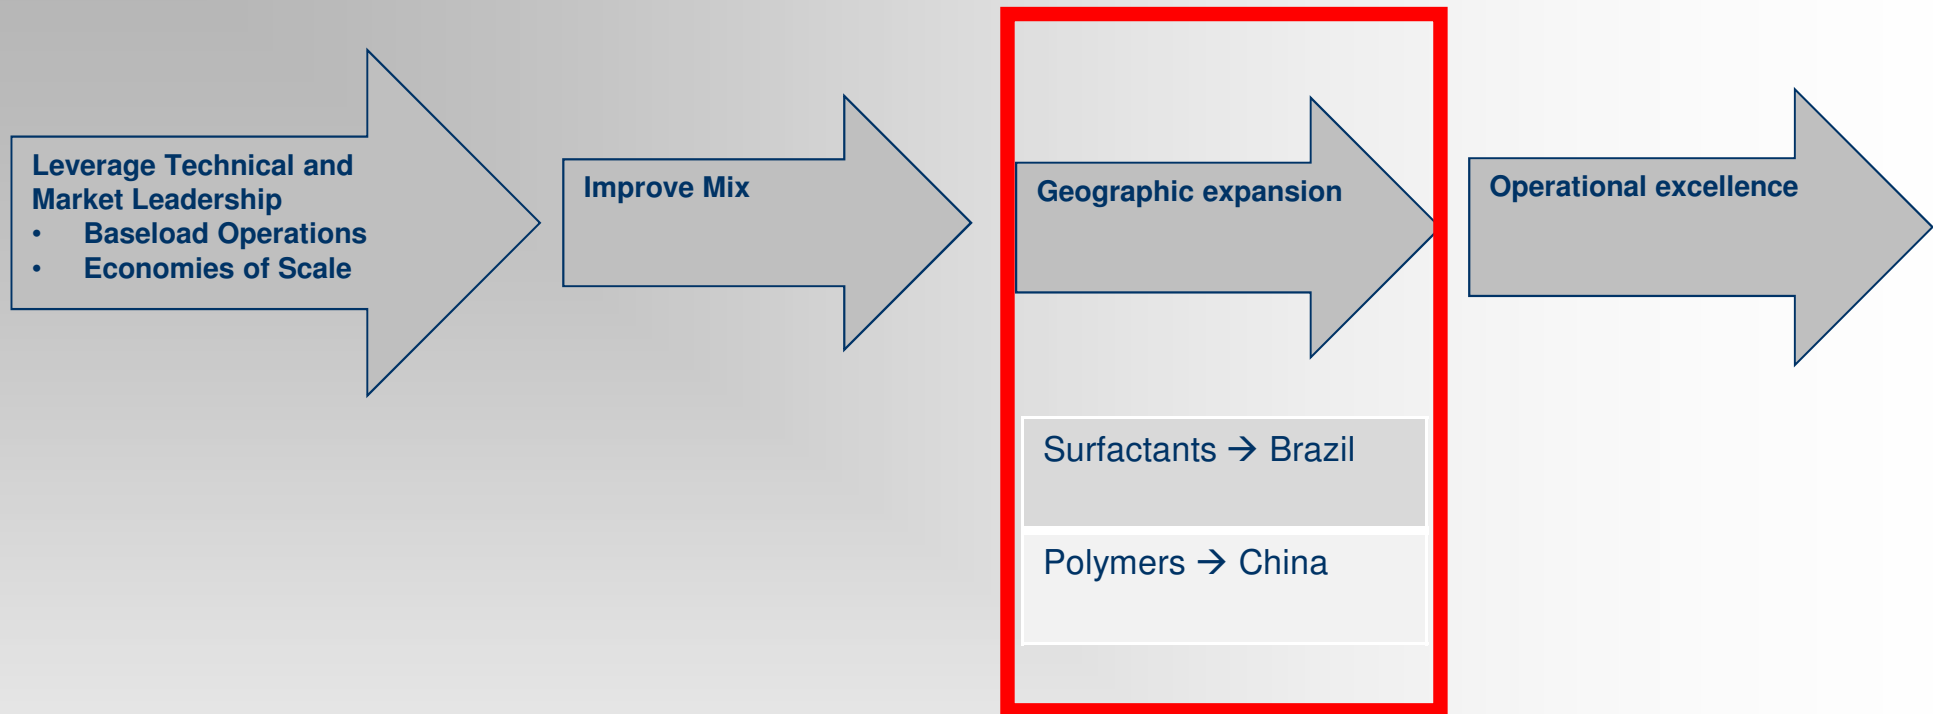 Leverage Technical and
Market Leadership
• Baseload Operations
• Economies of Scale
Improve Mix
Geographic expansion
Operational excellence
Surfactants → Brazil
Polymers → China